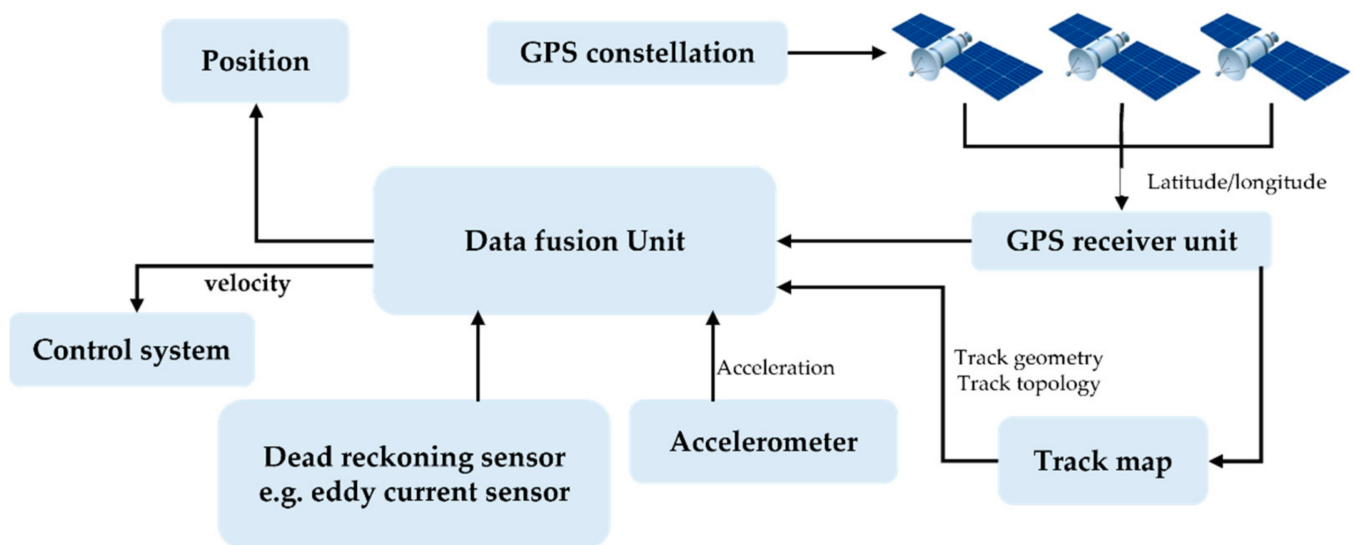 Position
GPS constellation
Latitude/longitude
Data fusion Unit
GPS receiver unit
velocity
Control system
Acceleration
Track geometry
Track topology
Dead reckoning sensor
e.g. eddy current sensor
Accelerometer
Track map